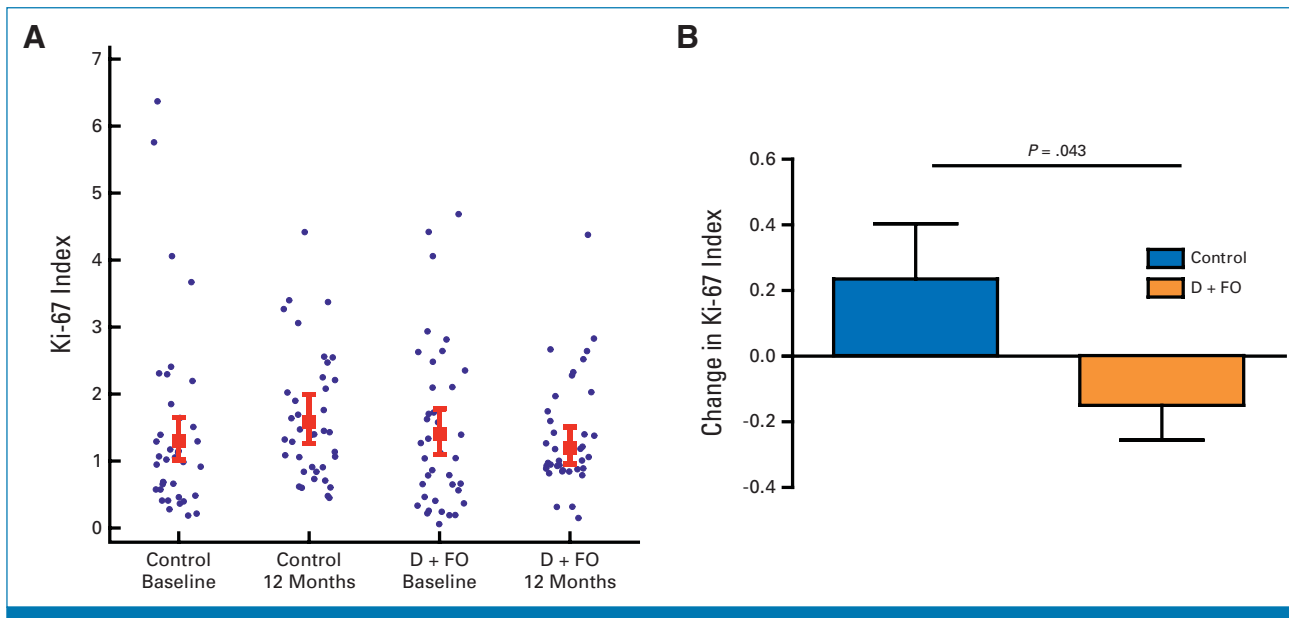 A
7
6
5
4
3
2
1
0
Ki-67 Index
Control
Baseline
Control
12 Months
D + FO
Baseline
D + FO
12 Months
B
0.6
0.4
0.2
0.0
-0.2
-0.4
Change in Ki-67 Index
P = .043
Control
D + FO